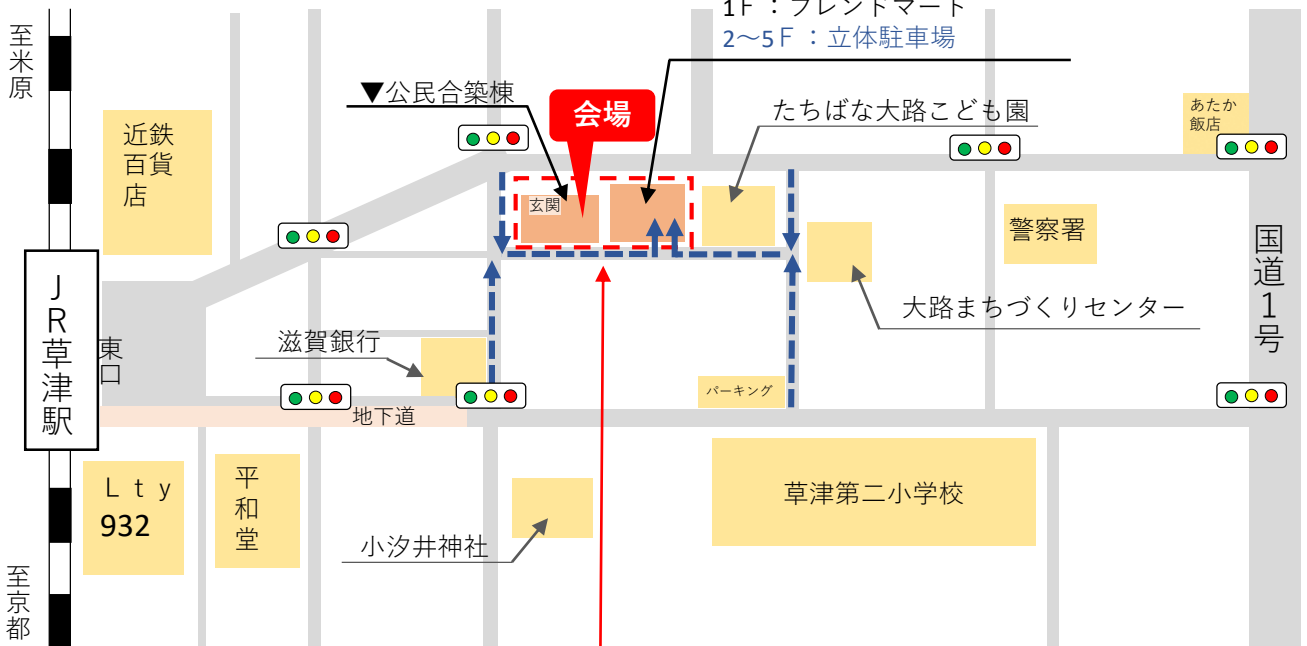 1F：フレンドマート
2～5F：立体駐車場
至米原
▼公民合築棟
会場
たちばな大路こども園
あたか
飯店
近鉄
百貨
店
玄関
警察署
国道1号
JR草津駅
東口
大路まちづくりセンター
滋賀銀行
パーキング
地下道
Lty
932
平和堂
草津第二小学校
小汐井神社
至京都